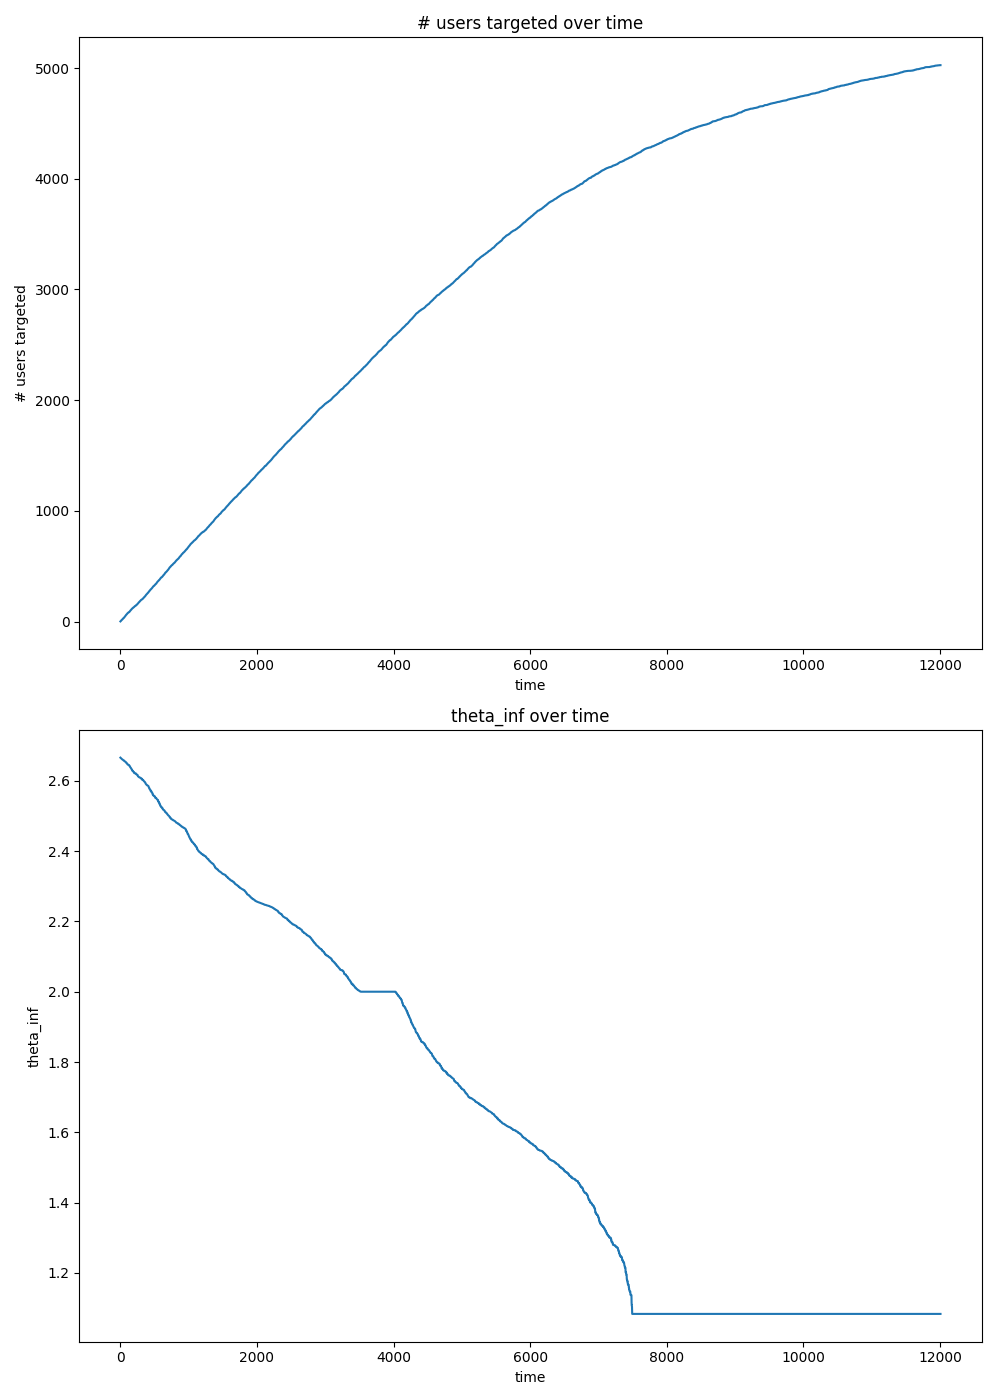 # users targeted over time
5000
4000
3000
2000
1000
0
# users targeted
0 2000 4000 6000 8000 10000 12000
time
theta_inf over time
2.6
2.4
2.2
2.0
1.8
1.6
1.4
1.2
theta_inf
0 2000 4000 6000 8000 10000 12000
time